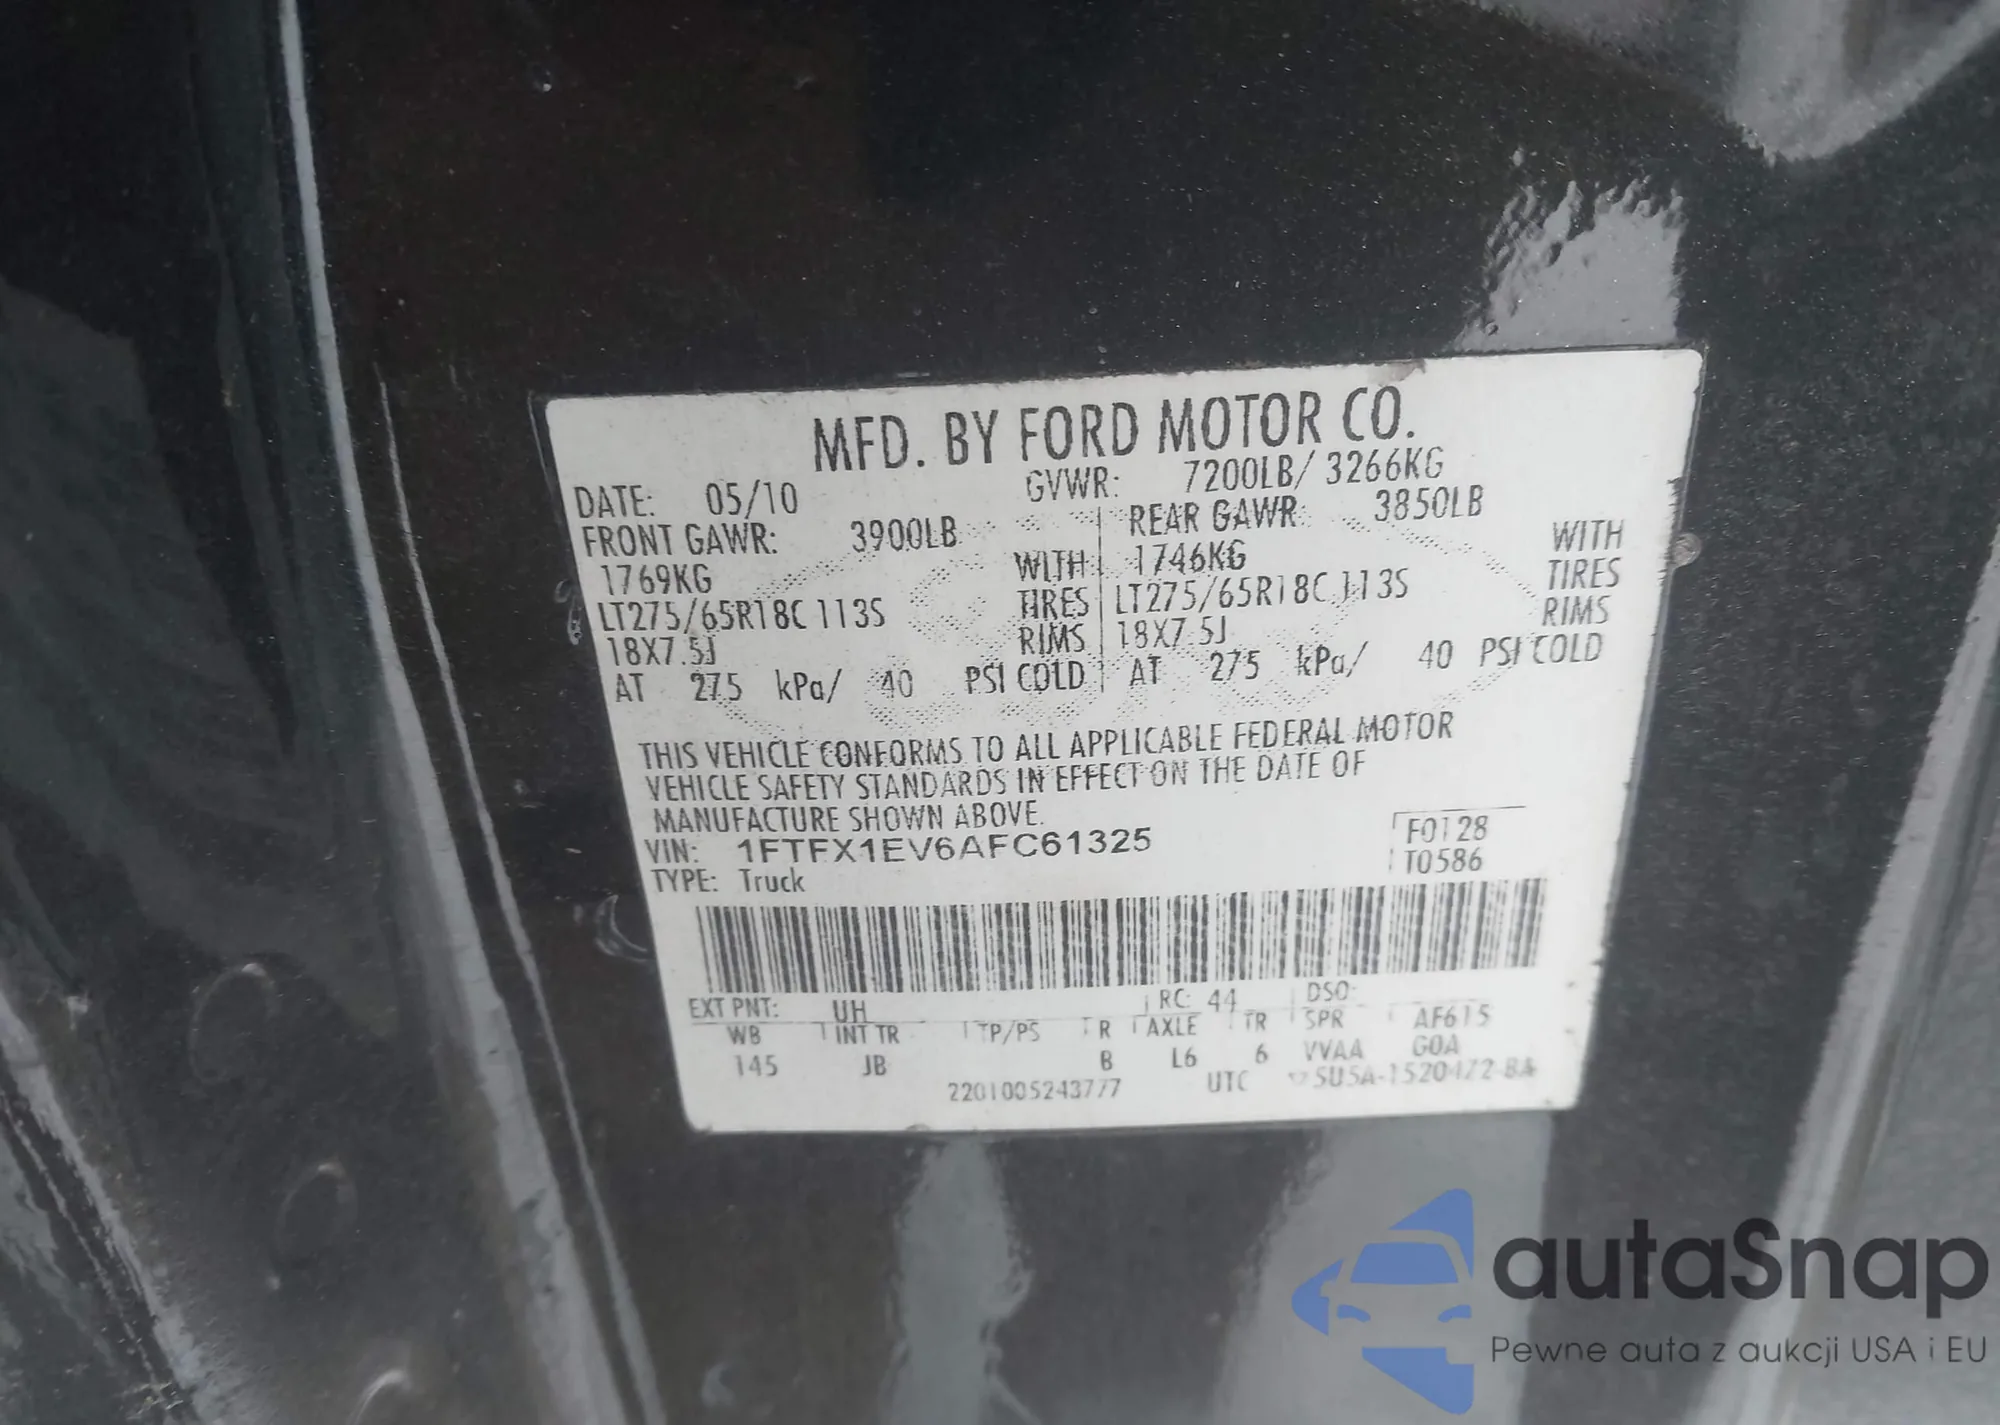 MFD. BY FORD MOTOR CO.
DATE: 05/10 GVWR: 7200LB/ 3266KG
FRONT GAWR: 3900LB REAR GAWR: 3850LB
1769KG WITH 1746KG WITH
LT275/65R18C 113S TIRES LT275/65R18C 113S TIRES
18X7.5J RIMS 18X7.5J RIMS
AT 275 kPa/ 40 PSI COLD AT 275 kPa/ 40 PSI COLD
THIS VEHICLE CONFORMS TO ALL APPLICABLE FEDERAL MOTOR
VEHICLE SAFETY STANDARDS IN EFFECT ON THE DATE OF
MANUFACTURE SHOWN ABOVE.
VIN: 1FTFX1EV6AFC61325 F0128
TYPE: Truck T0586
EXT PNT: UH RC: 44 DSO:
WB INT TR TP/PS R AXLE TR SPR AF615
145 JB B L6 6 VVAA GOA
2201005243777 UTC
autaSnap
Pewne auta z aukcji USA i EU